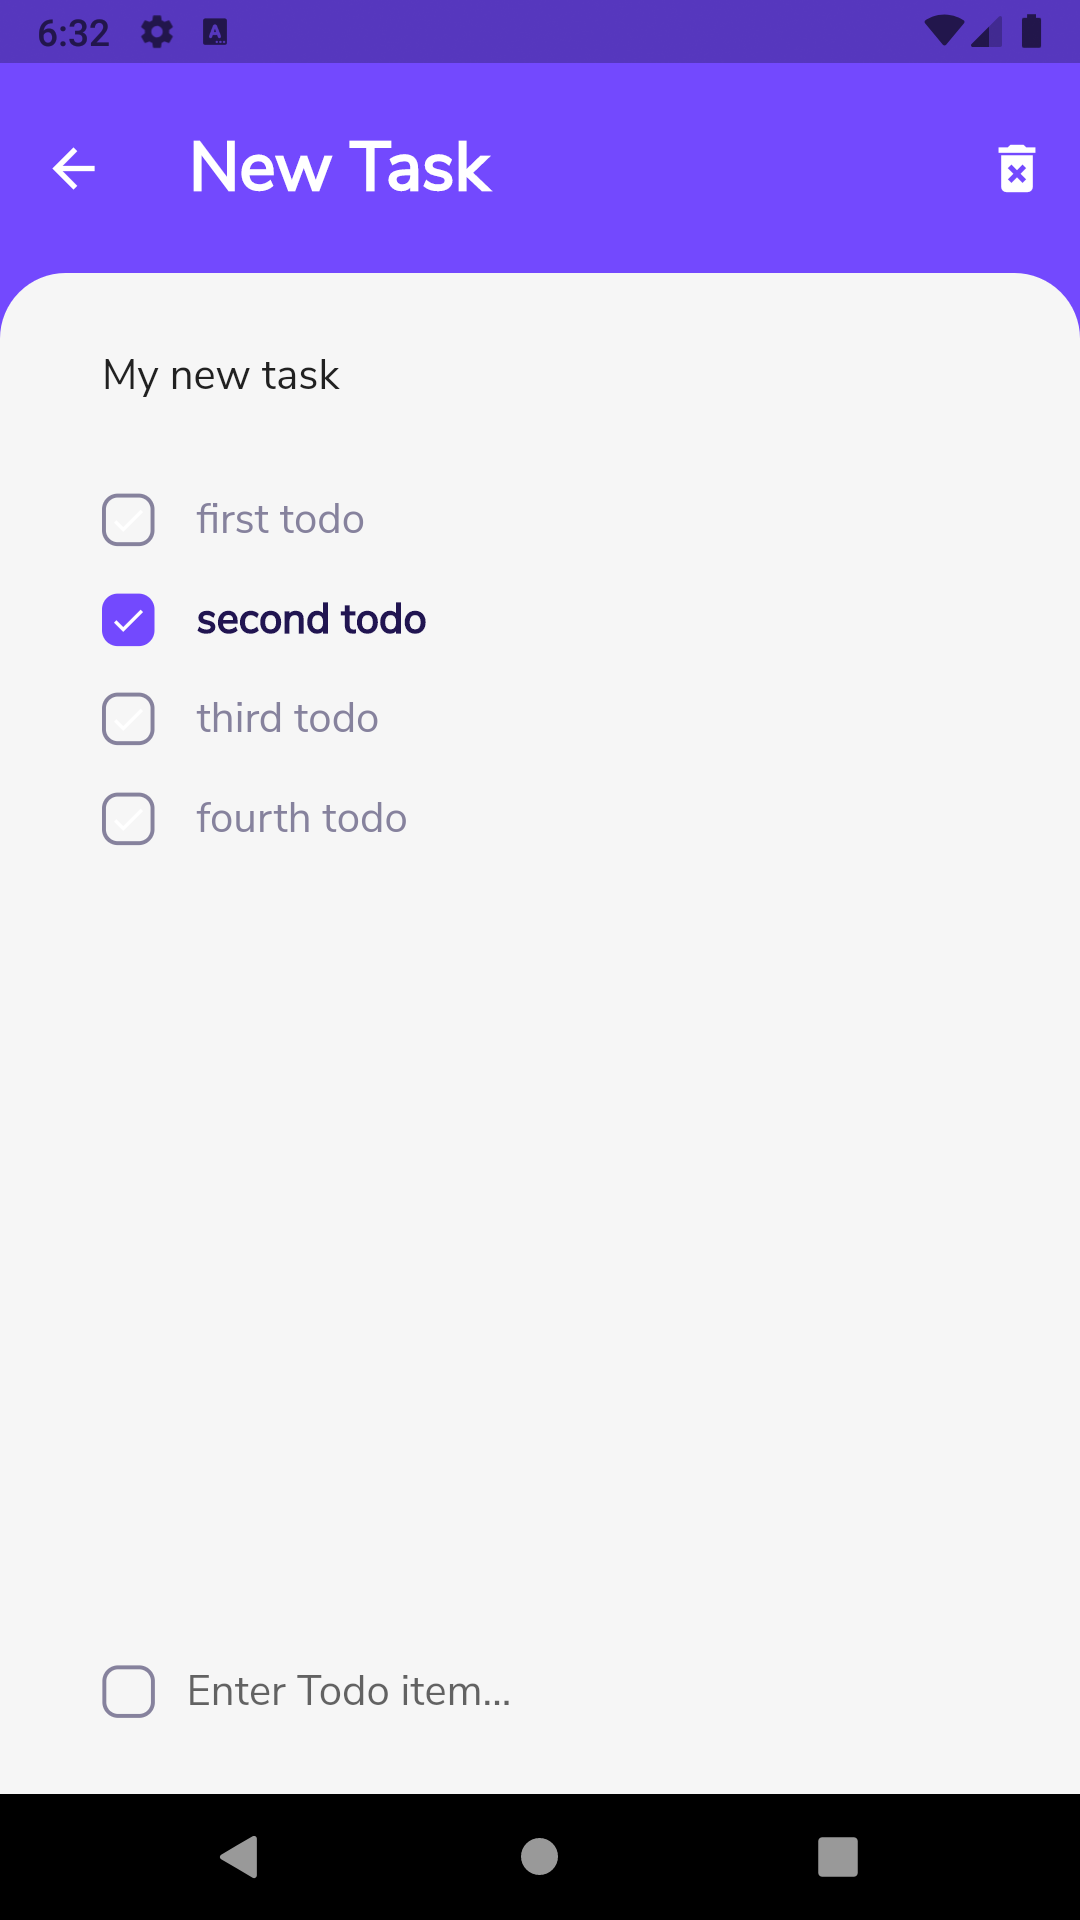 6:32
New Task
My new task
first todo
second todo
third todo
fourth todo
Enter Todo item...